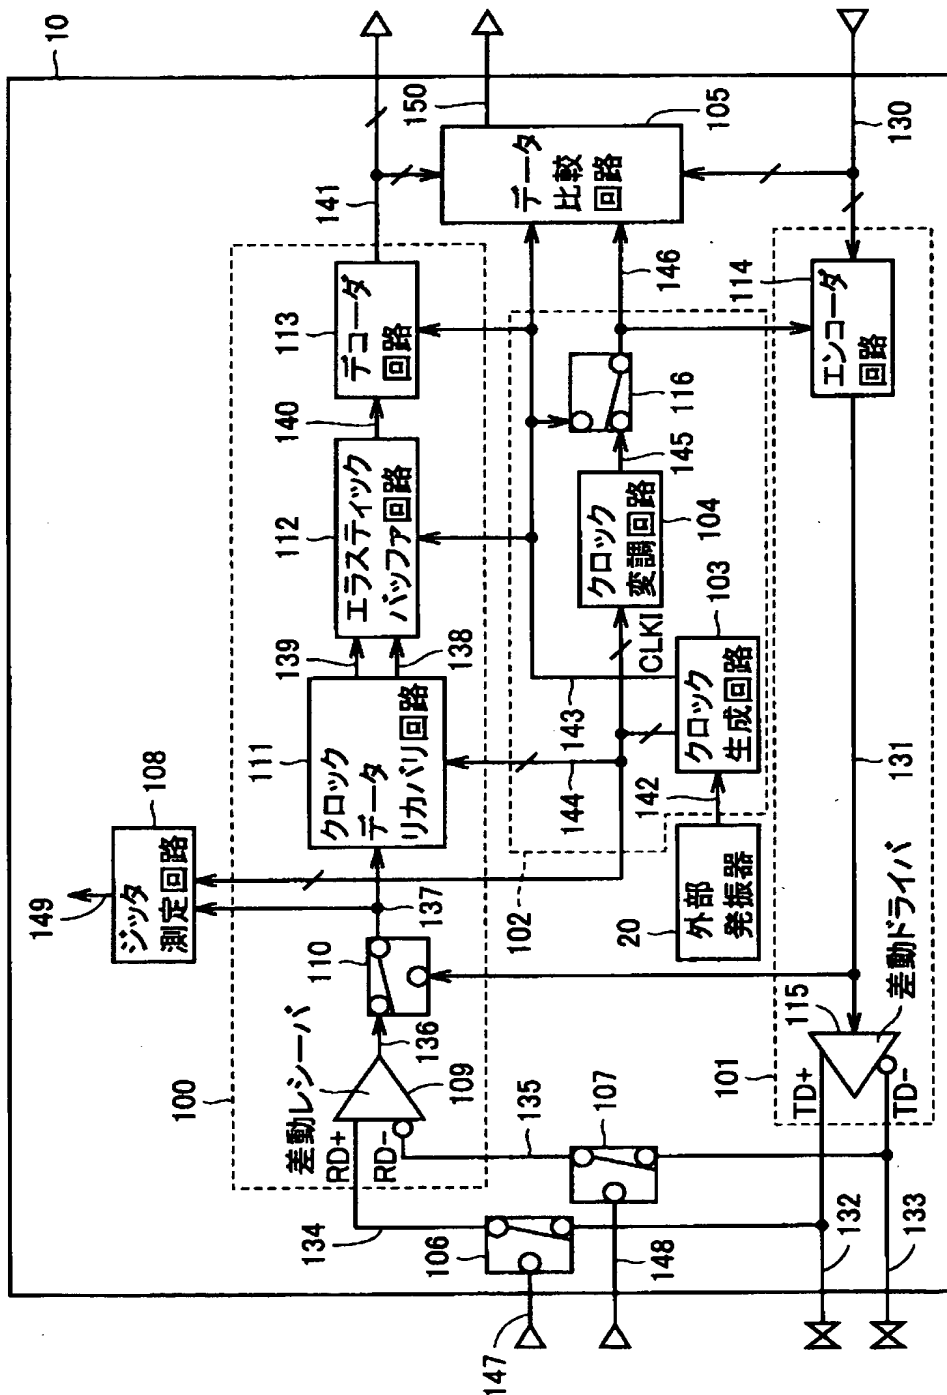 10
149
108
ジッタ
測定回路
100
差動レシーバ
RD+
RD-
109
136
110
137
111
クロック
データ
リカバリ回路
139
138
112
エラスティック
バッファ回路
140
113
デコーダ
回路
141
150
データ
比較
回路
105
134
135
106
107
147
148
102
144
143
CLKI
クロック
変調回路
104
145
116
146
20
外部
発振器
142
クロック
生成回路
103
101
TD+
TD-
115
差動ドライバ
131
114
エンコーダ
回路
130
132
133